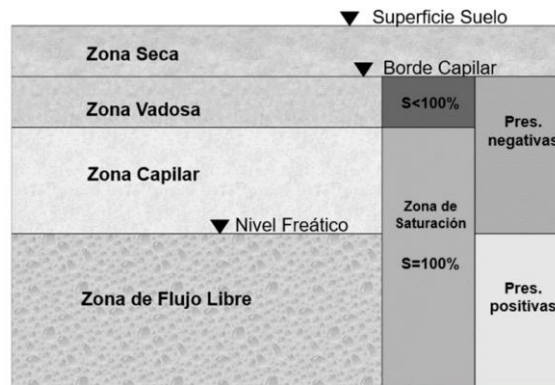 Superficie Suelo
Zona Seca
Borde Capilar
Zona Vadosa
S<100%
Pres.
negativas
Zona Capilar
Zona de
Saturación
Nivel Freático
S=100%
Zona de Flujo Libre
Pres.
positivas